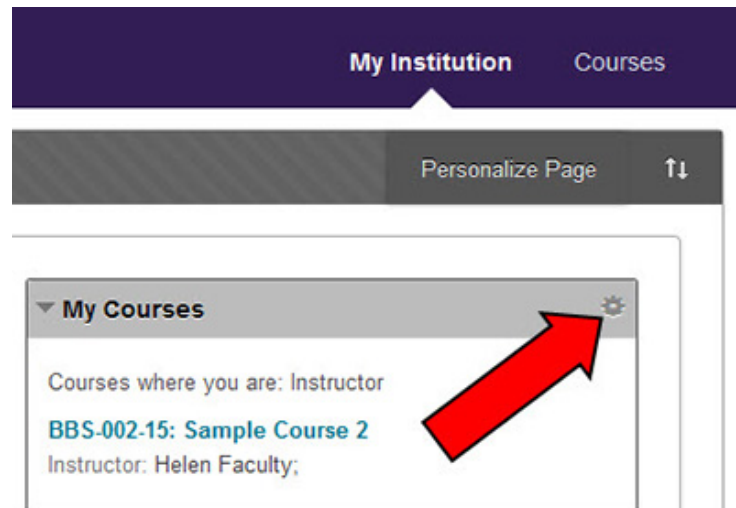 My Institution Courses
Personalize Page
My Courses
Courses where you are: Instructor
BBS-002-15: Sample Course 2
Instructor: Helen Faculty;